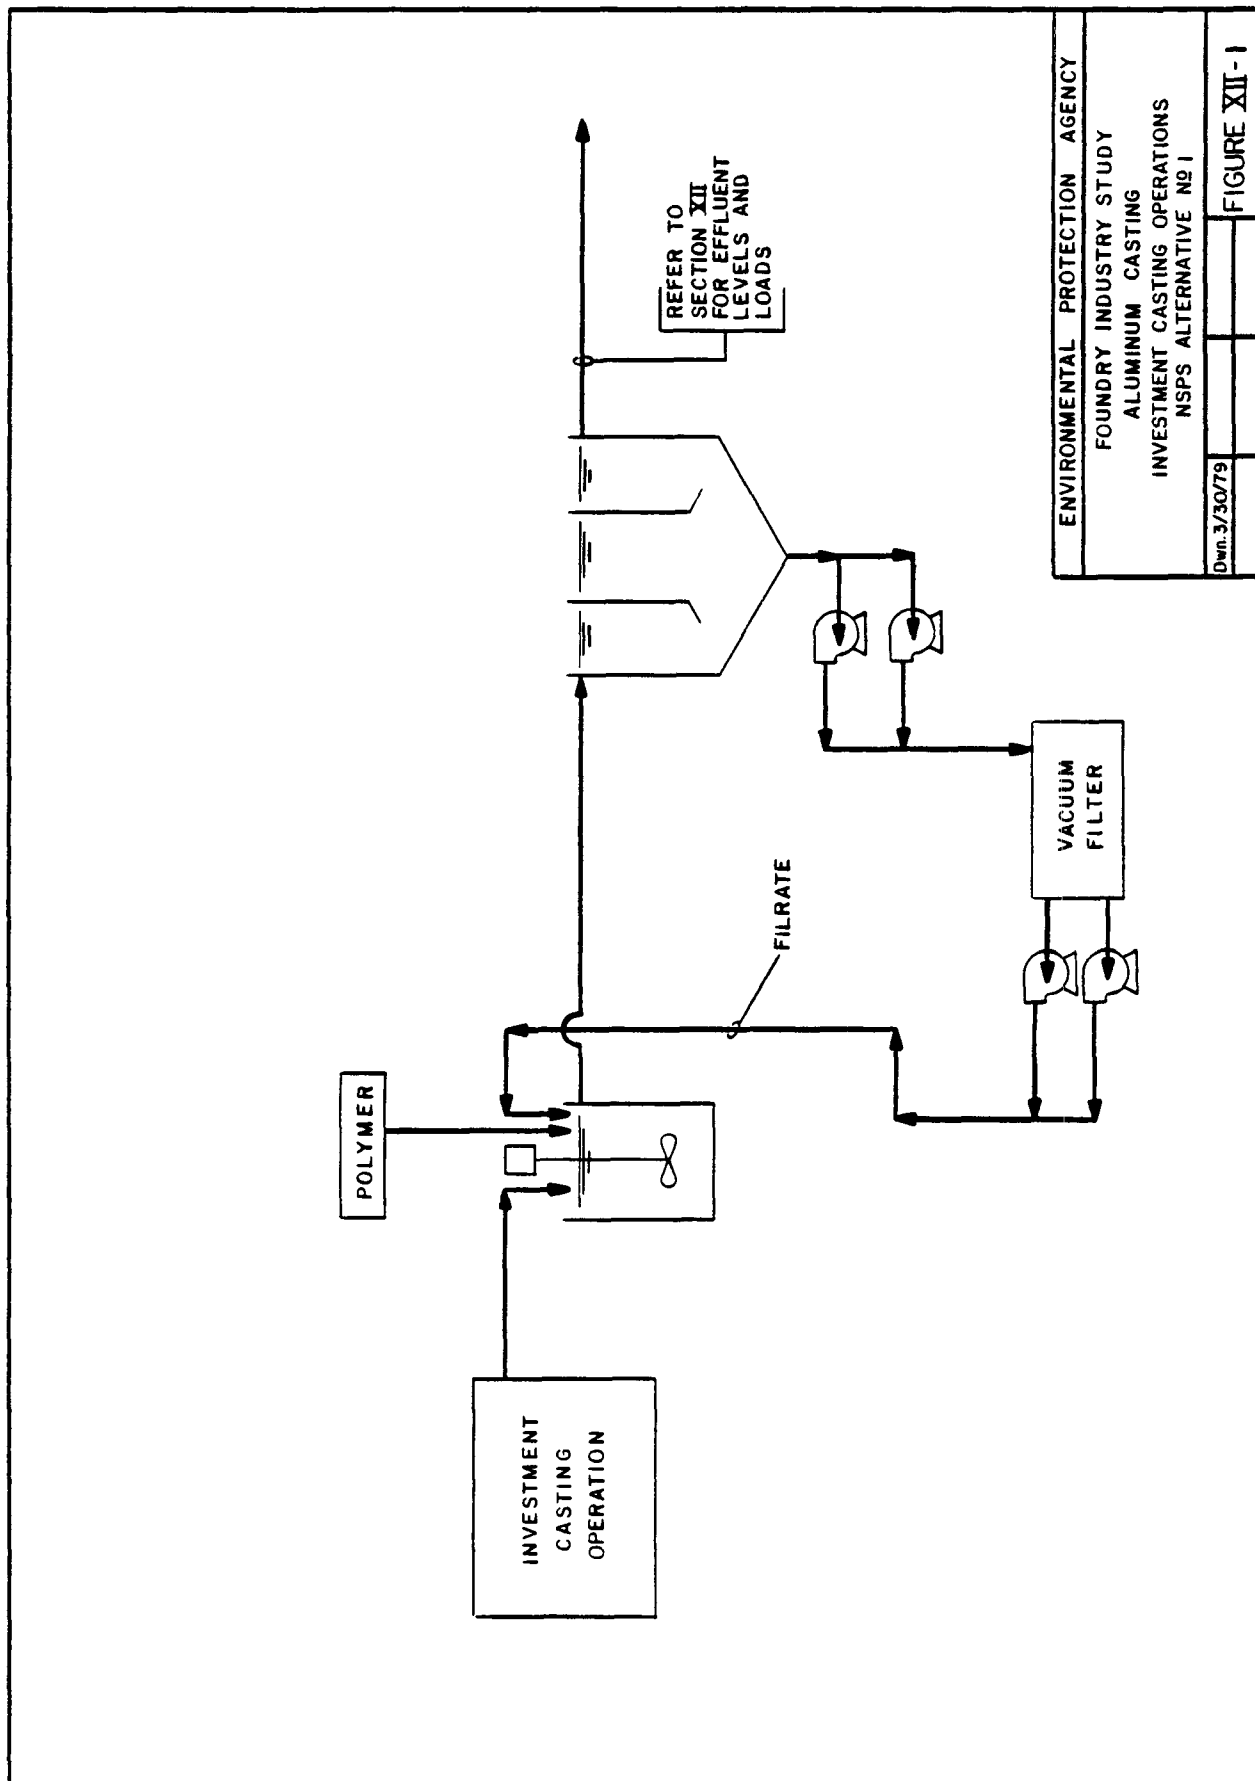 INVESTMENT
CASTING
OPERATION
POLYMER
FILRATE
VACUUM
FILTER
REFER TO
SECTION XII
FOR EFFLUENT
LEVELS AND
LOADS
ENVIRONMENTAL PROTECTION AGENCY
FOUNDRY INDUSTRY STUDY
ALUMINUM CASTING
INVESTMENT CASTING OPERATIONS
NSPS ALTERNATIVE Nº 1
Dwn. 3/30/79
FIGURE XII-1